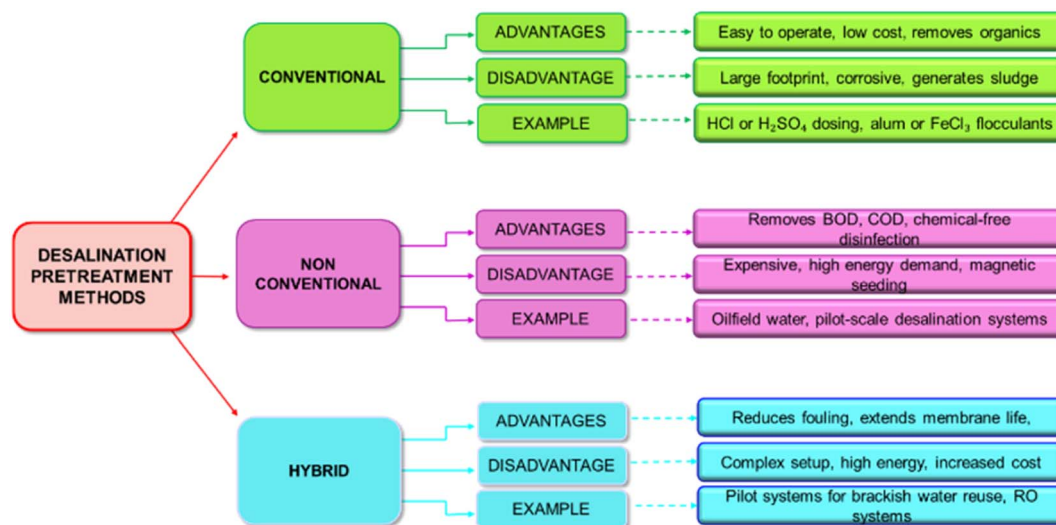 DESALINATION
PRETREATMENT
METHODS
CONVENTIONAL
ADVANTAGES
Easy to operate, low cost, removes organics
DISADVANTAGE
Large footprint, corrosive, generates sludge
EXAMPLE
HCl or H₂SO₄ dosing, alum or FeCl₃ flocculants
NON
CONVENTIONAL
ADVANTAGES
Removes BOD, COD, chemical-free
disinfection
DISADVANTAGE
Expensive, high energy demand, magnetic
seeding
EXAMPLE
Oilfield water, pilot-scale desalination systems
HYBRID
ADVANTAGES
Reduces fouling, extends membrane life,
DISADVANTAGE
Complex setup, high energy, increased cost
EXAMPLE
Pilot systems for brackish water reuse, RO
systems